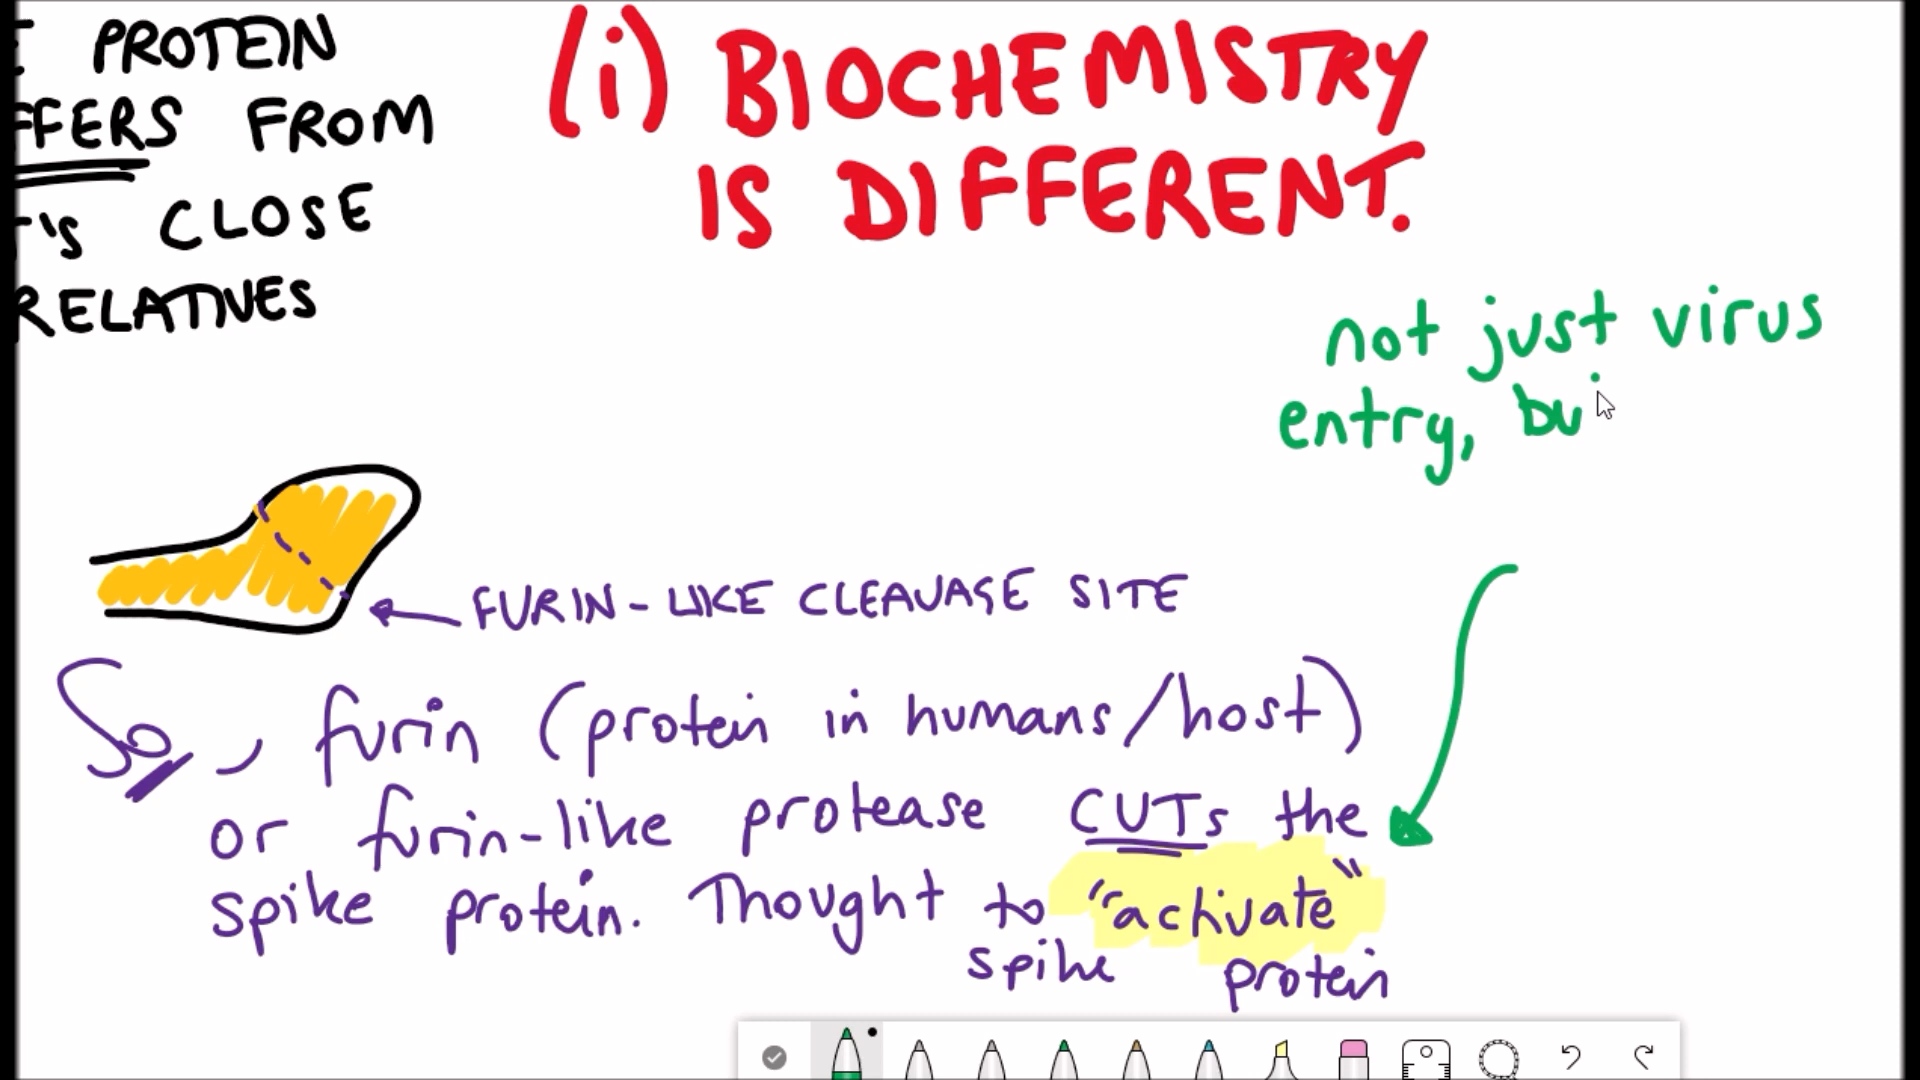 PROTEIN
FFERS FROM
'S CLOSE
RELATIVES
(i) BIOCHEMISTRY
IS DIFFERENT.
not just virus
entry, bu
FURIN-LIKE CLEAVAGE SITE
So, furin (protein in humans/host)
or furin-like protease CUTs the
spike protein. Thought to "activate"
spike protein